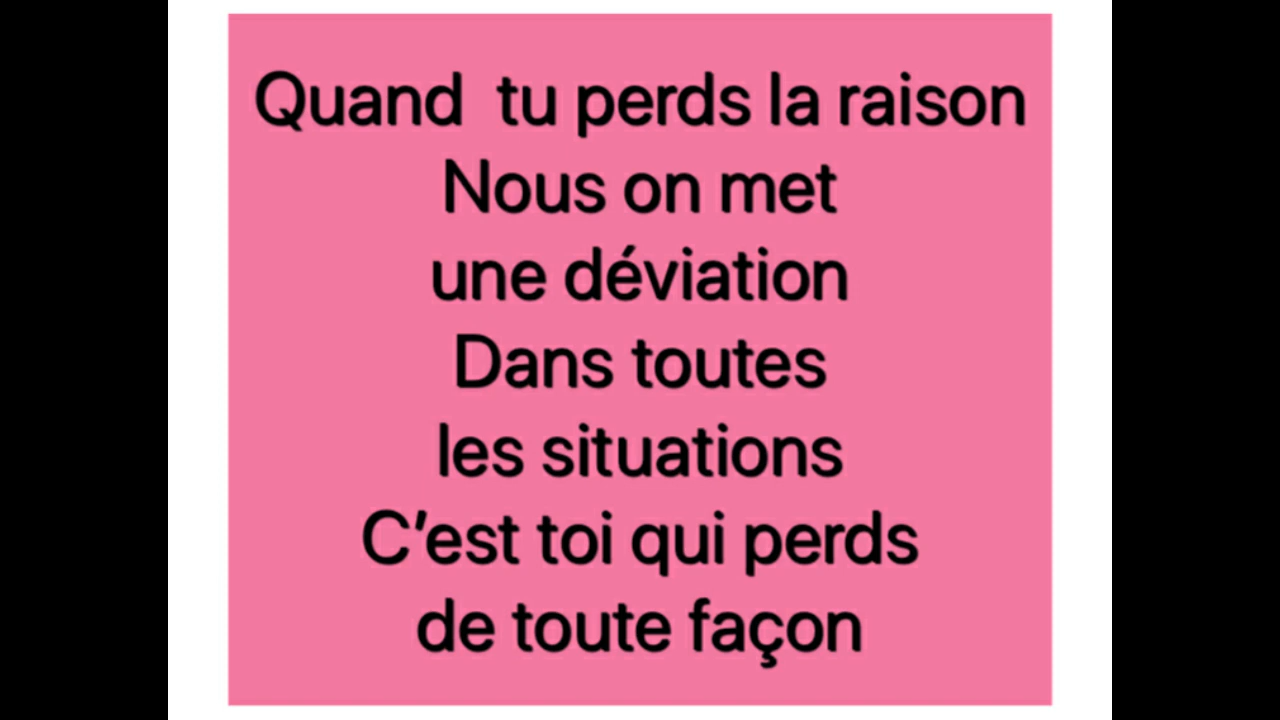 Quand  tu perds la raison
Nous on met
une déviation
Dans toutes
les situations
C’est toi qui perds
de toute façon